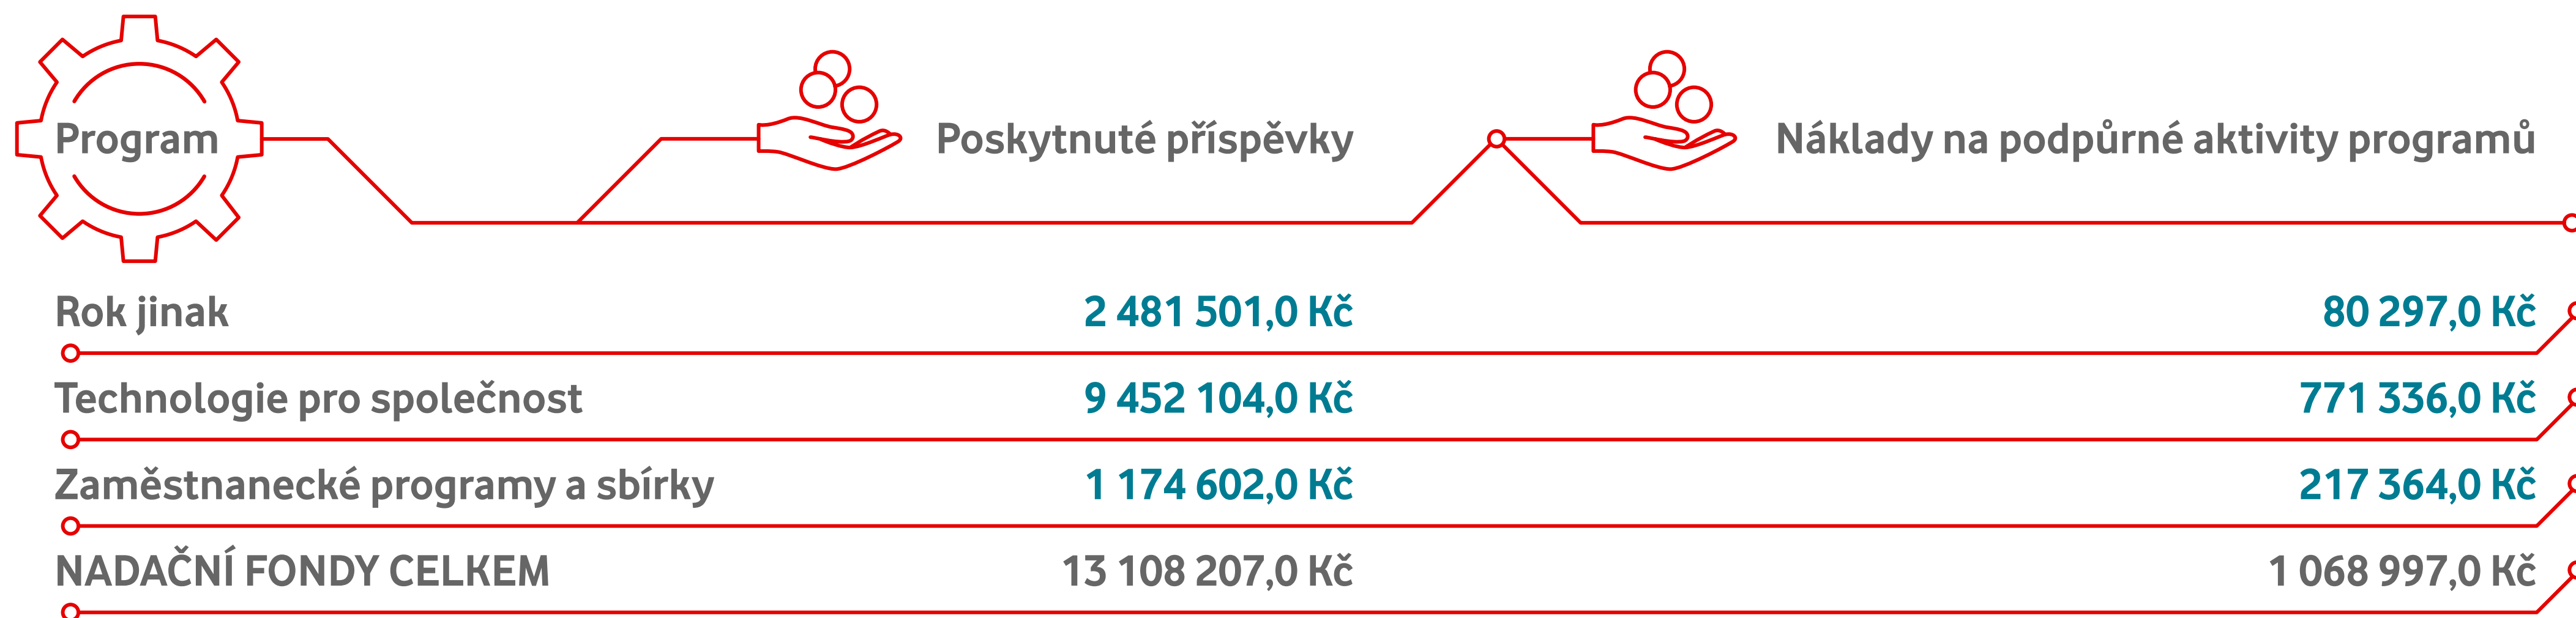 Program Poskytnuté příspěvky Náklady na podpůrné aktivity programů
Rok jinak 2 481 501,0 Kč 80 297,0 Kč
Technologie pro společnost 9 452 104,0 Kč 771 336,0 Kč
Zaměstnanecké programy a sbírky 1 174 602,0 Kč 217 364,0 Kč
NADAČNÍ FONDY CELKEM 13 108 207,0 Kč 1 068 997,0 Kč